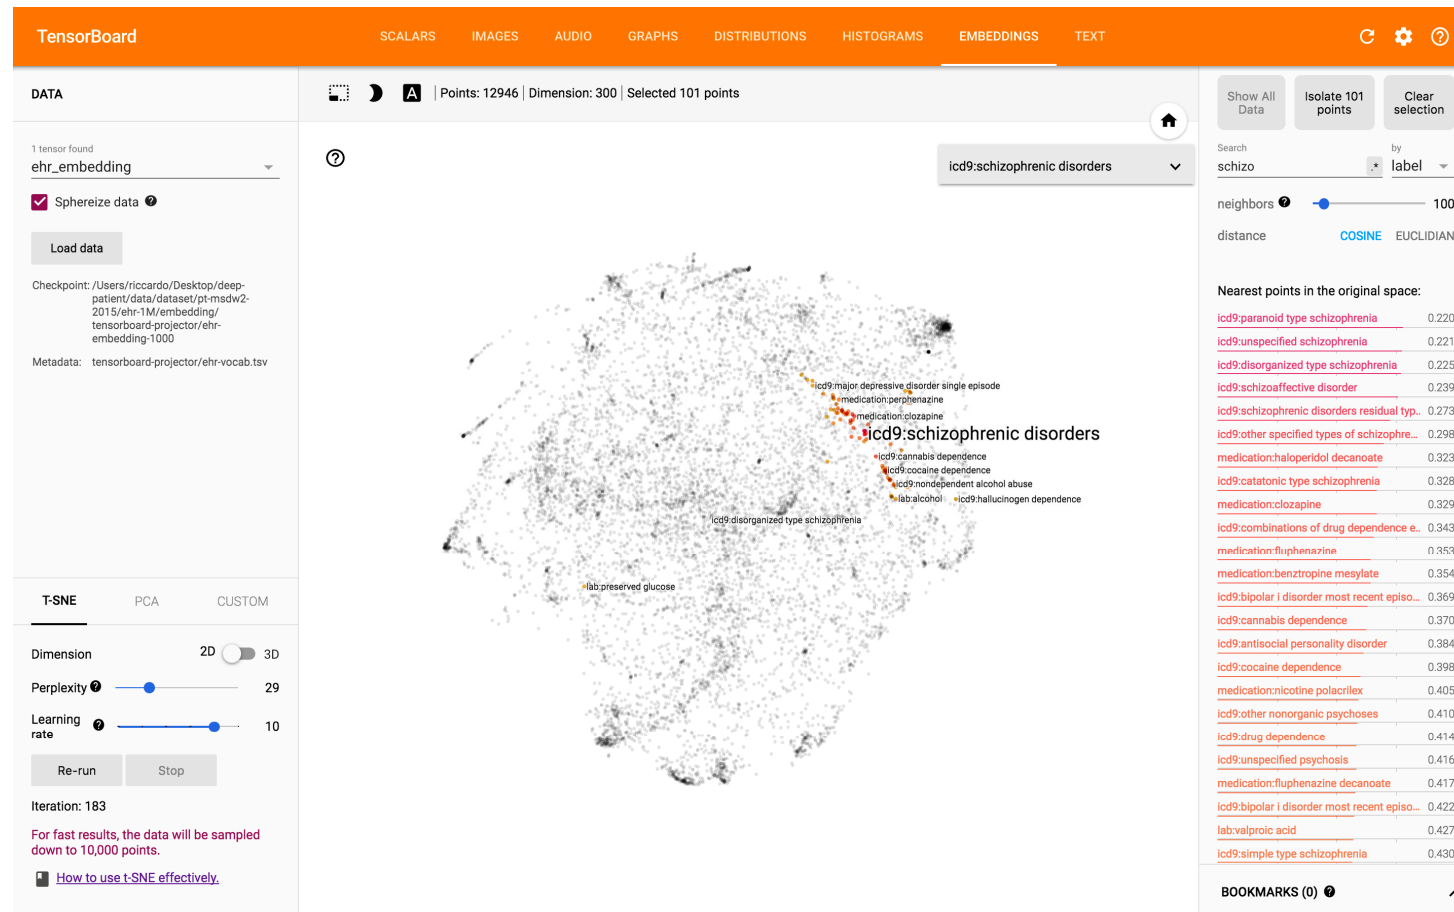 TensorBoard
SCALARS IMAGES AUDIO GRAPHS DISTRIBUTIONS HISTOGRAMS EMBEDDINGS TEXT
DATA
1 tensor found
ehr_embedding
Sphereize data
Load data
Checkpoint: /Users/riccardo/Desktop/deep-
patient/data/dataset/pt-msdw2-
2015/ehr-1M/embedding/
tensorboard-projector/ehr-
embedding-1000
Metadata: tensorboard-projector/ehr-vocab.tsv
T-SNE PCA CUSTOM
Dimension 2D 3D
Perplexity 29
Learning
rate
10
Re-run Stop
Iteration: 183
For fast results, the data will be sampled
down to 10,000 points.
How to use t-SNE effectively.
A | Points: 12946 | Dimension: 300 | Selected 101 points
icd9:schizophrenic disorders
icd9:major depressive disorder single episode
medication:perphenazine
medication:clozapine
icd9:schizophrenic disorders
icd9:cannabis dependence
icd9:cocaine dependence
icd9:nondependent alcohol abuse
lab:alcohol icd9:hallucinogen dependence
icd9:disorganized type schizophrenia
lab:preserved glucose
Show All
Data
Isolate 101
points
Clear
selection
Search by
schizo .* label
neighbors 100
distance COSINE EUCLIDIAN
Nearest points in the original space:
icd9:paranoid type schizophrenia 0.220
icd9:unspecified schizophrenia 0.221
icd9:disorganized type schizophrenia 0.225
icd9:schizoaffective disorder 0.239
icd9:schizophrenic disorders residual typ... 0.273
icd9:other specified types of schizophre... 0.298
medication:haloperidol decanoate 0.323
icd9:catatonic type schizophrenia 0.328
medication:clozapine 0.329
icd9:combinations of drug dependence e... 0.343
medication:fluphenazine 0.353
medication:benztropine mesylate 0.354
icd9:bipolar i disorder most recent episo... 0.369
icd9:cannabis dependence 0.370
icd9:antisocial personality disorder 0.384
icd9:cocaine dependence 0.398
medication:nicotine polacrilex 0.405
icd9:other nonorganic psychoses 0.410
icd9:drug dependence 0.414
icd9:unspecified psychosis 0.416
medication:fluphenazine decanoate 0.417
icd9:bipolar i disorder most recent episo... 0.422
lab:valproic acid 0.427
icd9:simple type schizophrenia 0.430
BOOKMARKS (0)